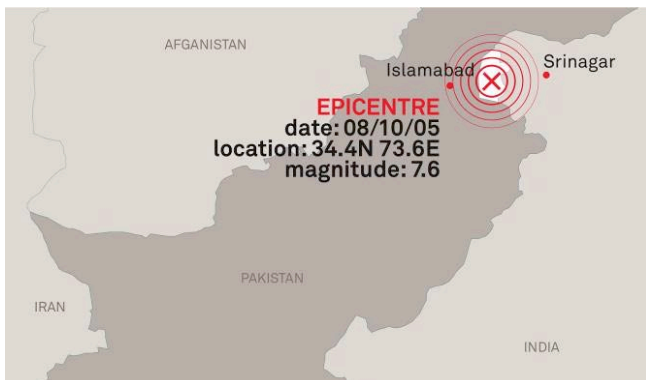 AFGANISTAN
Islamabad
Srinagar
EPICENTRE
date: 08/10/05
location: 34.4N 73.6E
magnitude: 7.6
PAKISTAN
IRAN
INDIA